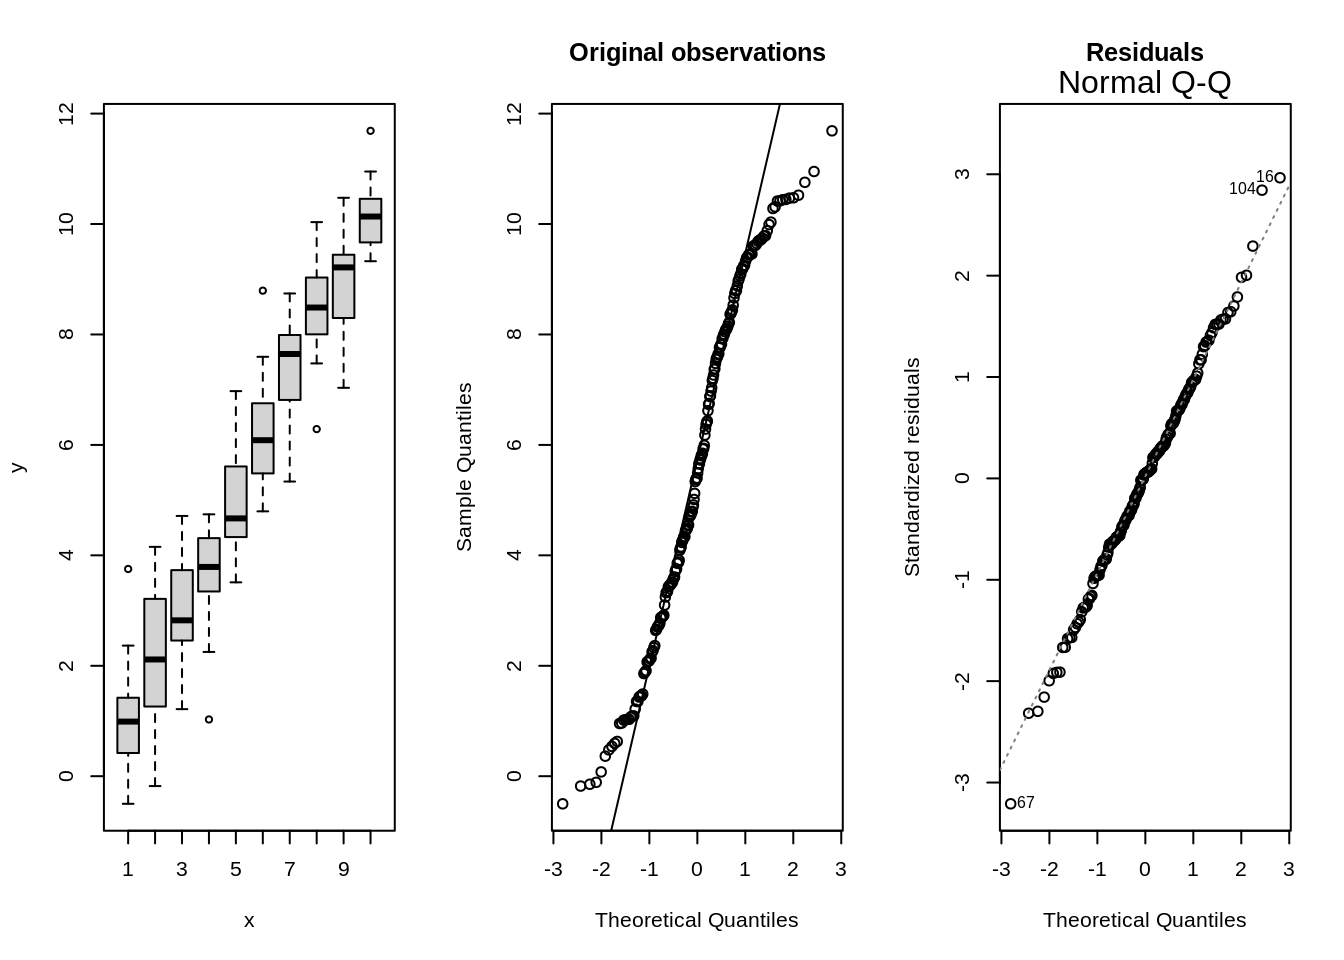 Original observations
Residuals
Normal Q-Q
y
12
10
8
6
4
2
0
1 3 5 7 9
x
Sample Quantiles
12
10
8
6
4
2
0
-3 -2 -1 0 1 2 3
Theoretical Quantiles
Standardized residuals
3
2
1
0
-1
-2
-3
16
104
67
-3 -2 -1 0 1 2 3
Theoretical Quantiles